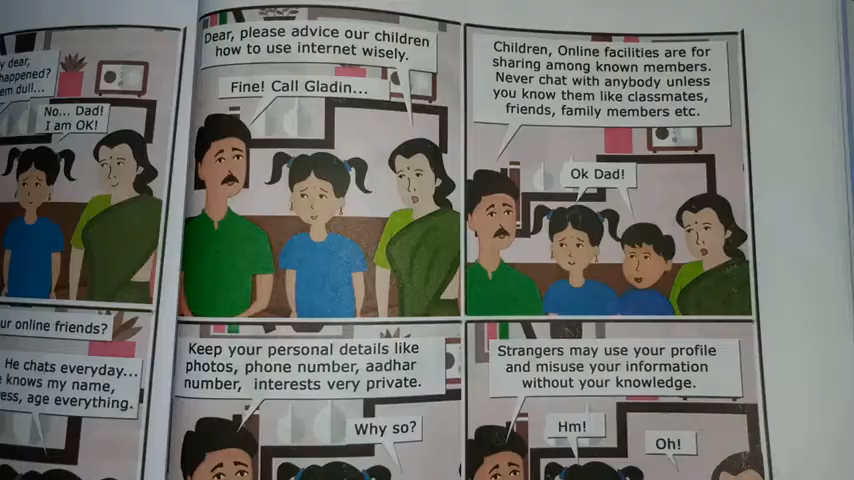 y dear,
happened?
em dull...
No... Dad!
I am OK!
Dear, please advice our children
how to use internet wisely.
Fine! Call Gladin...
Children, Online facilities are for
sharing among known members.
Never chat with anybody unless
you know them like classmates,
friends, family members etc.
Ok Dad!
ur online friends?
He chats everyday...
e knows my name,
ress, age everything.
Keep your personal details like
photos, phone number, aadhar
number, interests very private.
Why so?
Strangers may use your profile
and misuse your information
without your knowledge.
Hm!
Oh!